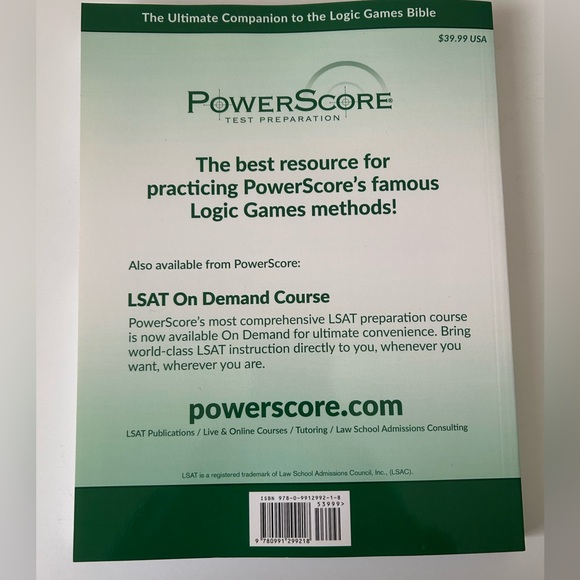 The Ultimate Companion to the Logic Games Bible
$39.99 USA
POWERSCORE®
TEST PREPARATION
The best resource for
practicing PowerScore's famous
Logic Games methods!
Also available from PowerScore:
LSAT On Demand Course
PowerScore's most comprehensive LSAT preparation course
is now available On Demand for ultimate convenience. Bring
world-class LSAT instruction directly to you, whenever you
want, wherever you are.
powerscore.com
LSAT Publications / Live & Online Courses / Tutoring / Law School Admissions Consulting
LSAT is a registered trademark of Law School Admissions Council, Inc., (LSAC).
ISBN 978-0-9912992-1-8
53999>
9 780991 299218